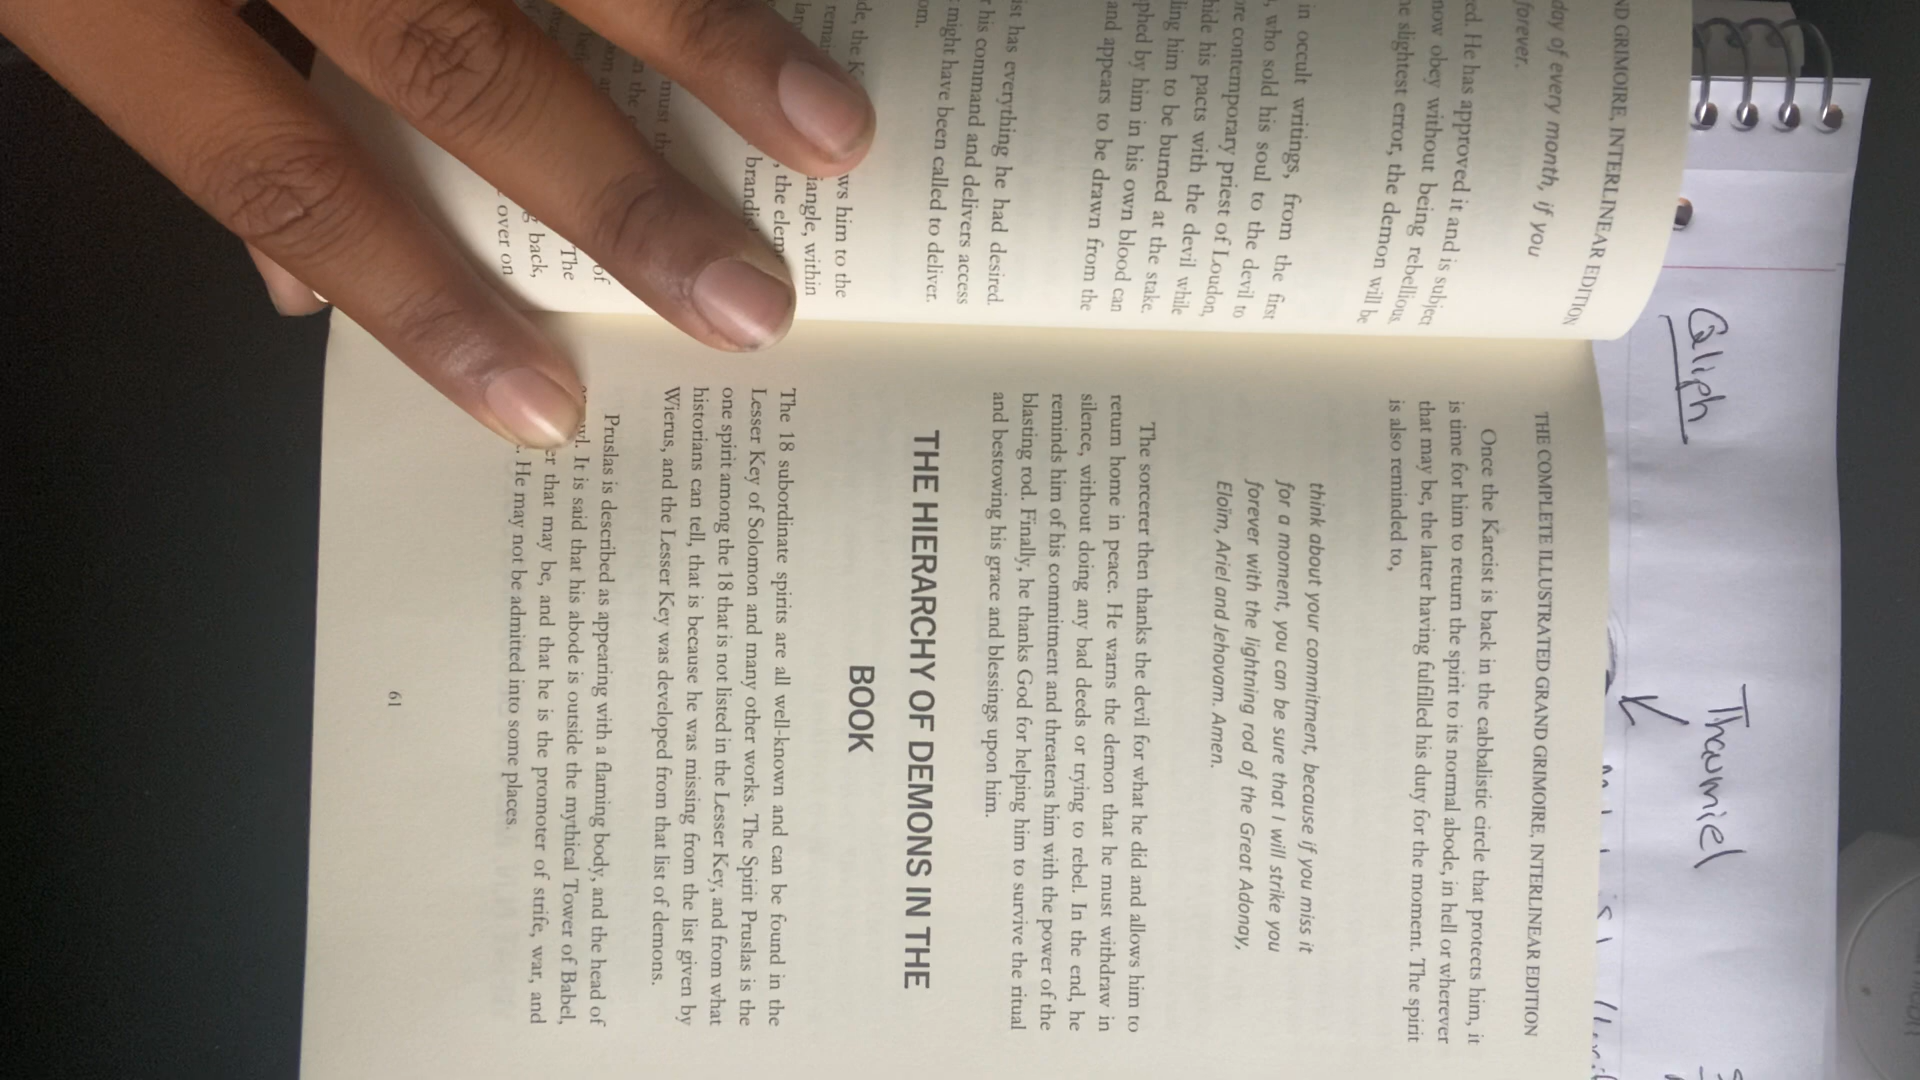 ND GRIMOIRE, INTERLINEAR EDITION
day of every month, if you
forever.
ed. He has approved it and is subject
now obey without being rebellious
e slightest error, the demon will be
in occult writings, from the first
, who sold his soul to the devil to
re contemporary priest of Loudon,
hide his pacts with the devil while
ling him to be burned at the stake.
phed by him in his own blood can
and appears to be drawn from the
ist has everything he had desired.
his command and delivers access
might have been called to deliver.
om.
de, the K
ws him to the
remai
iangle, within
, the eleme
brandis
must th
of
The
g back,
over on
THE COMPLETE ILLUSTRATED GRAND GRIMOIRE, INTERLINEAR EDITION
Once the Karcist is back in the cabbalistic circle that protects him, it
is time for him to return the spirit to its normal abode, in hell or wherever
that may be, the latter having fulfilled his duty for the moment. The spirit
is also reminded to,
think about your commitment, because if you miss it
for a moment, you can be sure that I will strike you
forever with the lightning rod of the Great Adonay,
Eloïm, Ariel and Jehovam. Amen.
The sorcerer then thanks the devil for what he did and allows him to
return home in peace. He warns the demon that he must withdraw in
silence, without doing any bad deeds or trying to rebel. In the end, he
reminds him of his commitment and threatens him with the power of the
blasting rod. Finally, he thanks God for helping him to survive the ritual
and bestowing his grace and blessings upon him.
THE HIERARCHY OF DEMONS IN THE
BOOK
The 18 subordinate spirits are all well-known and can be found in the
Lesser Key of Solomon and many other works. The Spirit Pruslas is the
one spirit among the 18 that is not listed in the Lesser Key, and from what
historians can tell, that is because he was missing from the list given by
Wierus, and the Lesser Key was developed from that list of demons.
Pruslas is described as appearing with a flaming body, and the head of
wl. It is said that his abode is outside the mythical Tower of Babel,
er that may be, and that he is the promoter of strife, war, and
. He may not be admitted into some places.
61
Qliph
Thaumiel